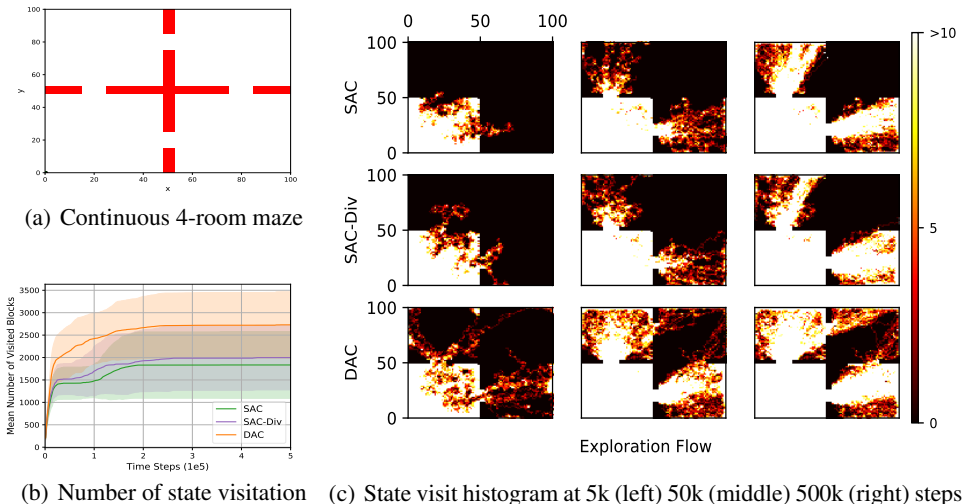 100
80
60
y
40
20
0
0 20 40 60 80 100
x
(a) Continuous 4-room maze
3500
3000
2500
2000
1500
1000
500
0
Mean Number of Visited Blocks
0 1 2 3 4 5
Time Steps (1e5)
SAC
SAC-Div
DAC
(b) Number of state visitation
0 50 100
100
50
0
SAC
100
50
0
SAC-Div
100
50
0
DAC
>10
5
0
Exploration Flow
(c) State visit histogram at 5k (left) 50k (middle) 500k (right) steps